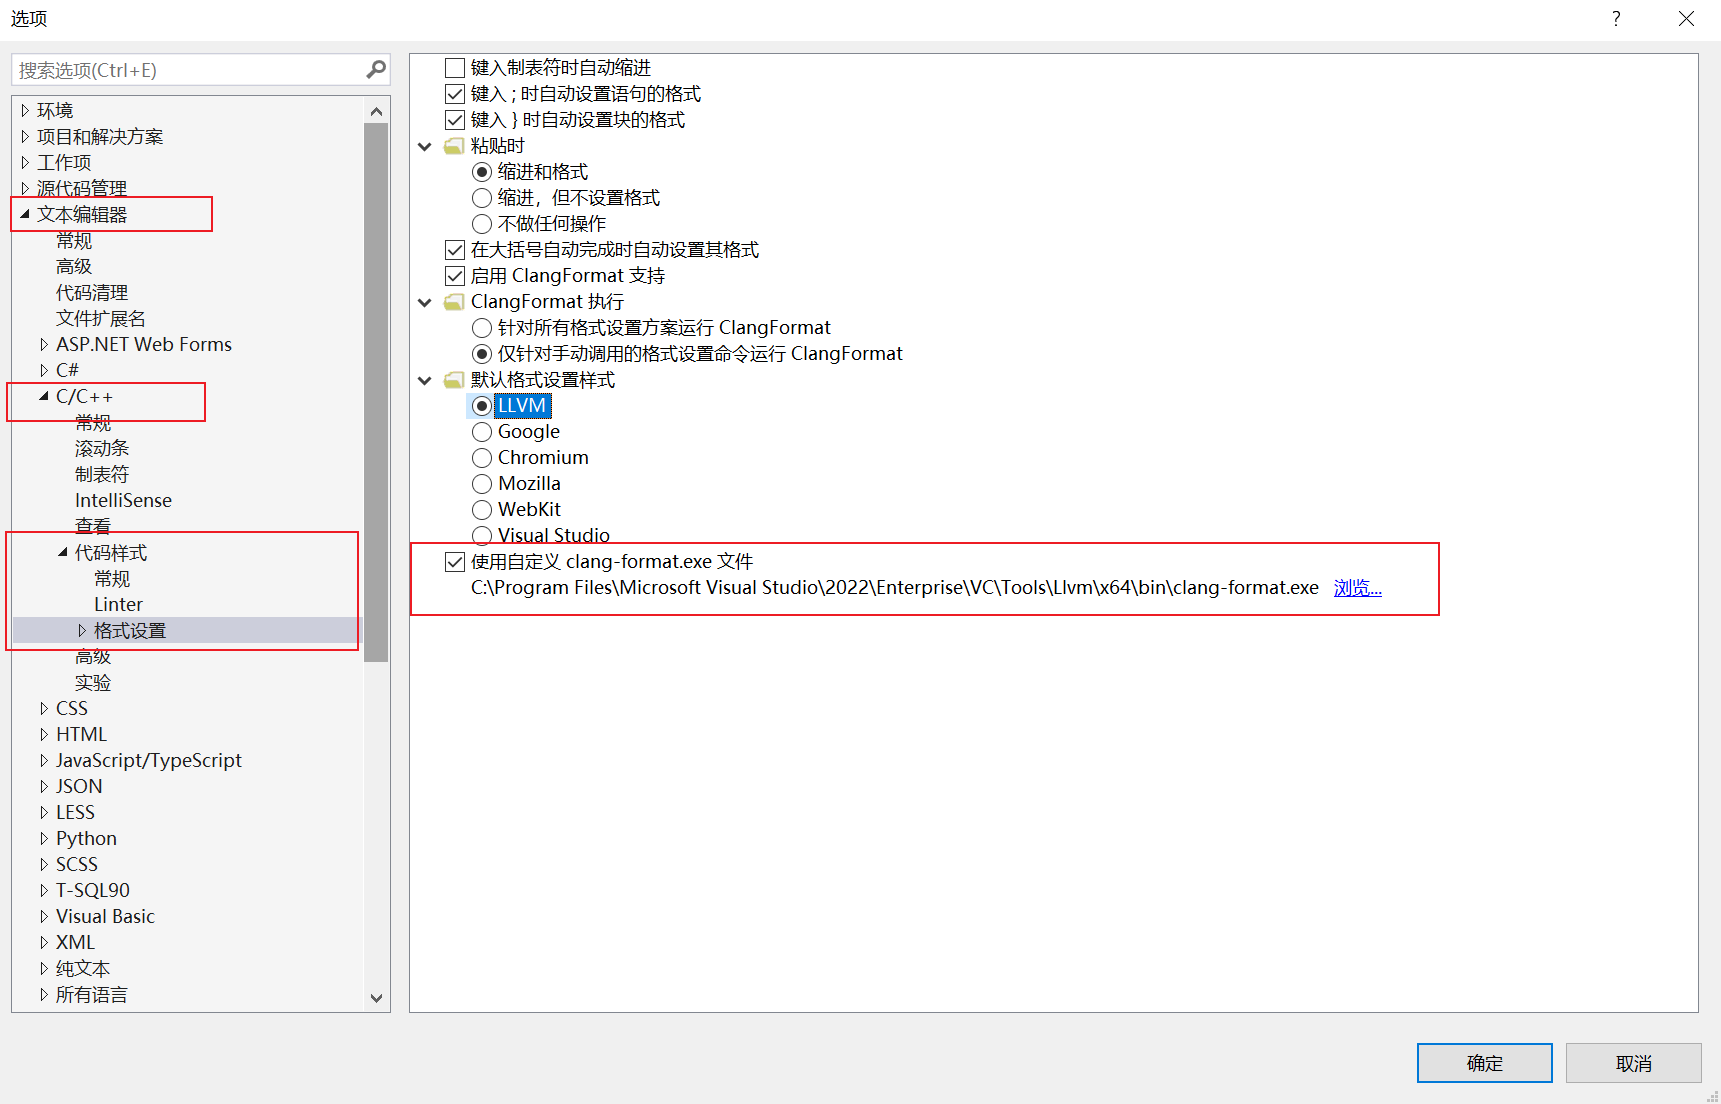 选项
?
搜索选项(Ctrl+E)
环境
项目和解决方案
工作项
源代码管理
文本编辑器
常规
高级
代码清理
文件扩展名
ASP.NET Web Forms
C#
C/C++
常规
滚动条
制表符
IntelliSense
查看
代码样式
常规
Linter
格式设置
高级
实验
CSS
HTML
JavaScript/TypeScript
JSON
LESS
Python
SCSS
T-SQL90
Visual Basic
XML
纯文本
所有语言
键入制表符时自动缩进
键入 ; 时自动设置语句的格式
键入 } 时自动设置块的格式
粘贴时
缩进和格式
缩进，但不设置格式
不做任何操作
在大括号自动完成时自动设置其格式
启用 ClangFormat 支持
ClangFormat 执行
针对所有格式设置方案运行 ClangFormat
仅针对手动调用的格式设置命令运行 ClangFormat
默认格式设置样式
LLVM
Google
Chromium
Mozilla
WebKit
Visual Studio
使用自定义 clang-format.exe 文件
C:\Program Files\Microsoft Visual Studio\2022\Enterprise\VC\Tools\Llvm\x64\bin\clang-format.exe 浏览...
确定
取消